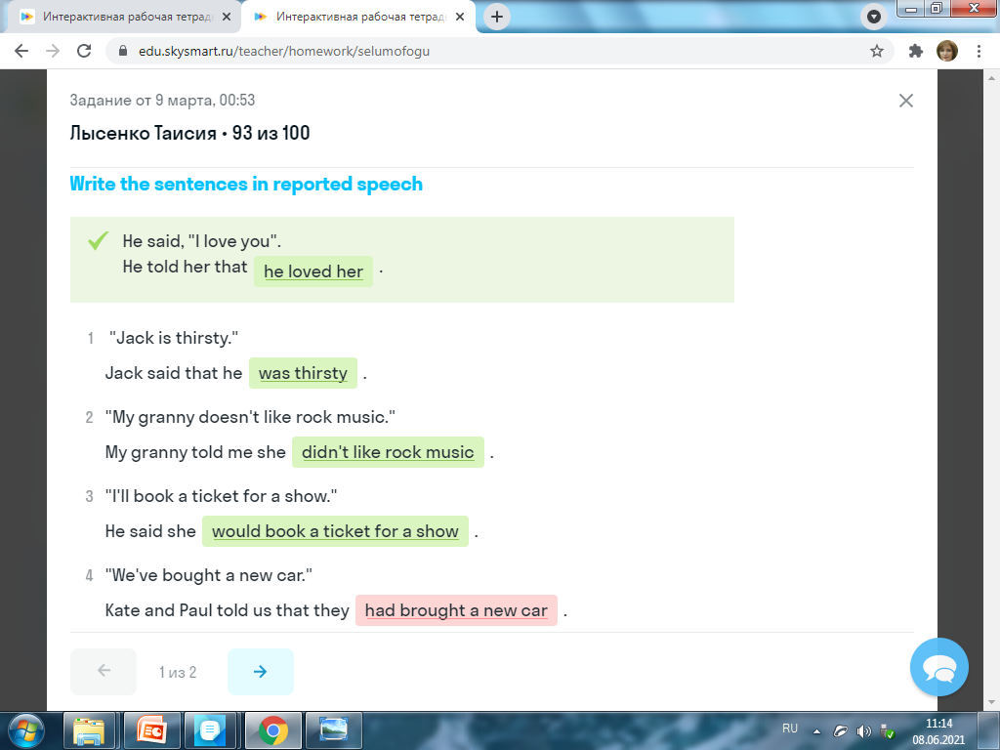 Интерактивная рабочая тетрадь
Интерактивная рабочая тетрадь
edu.skysmart.ru/teacher/homework/selumofogu
Задание от 9 марта, 00:53
Лысенко Таисия • 93 из 100
Write the sentences in reported speech
He said, "I love you".
He told her that he loved her .
1 "Jack is thirsty."
Jack said that he was thirsty .
2 "My granny doesn't like rock music."
My granny told me she didn't like rock music .
3 "I'll book a ticket for a show."
He said she would book a ticket for a show .
4 "We've bought a new car."
Kate and Paul told us that they had brought a new car .
1 из 2
RU
11:14
08.06.2021